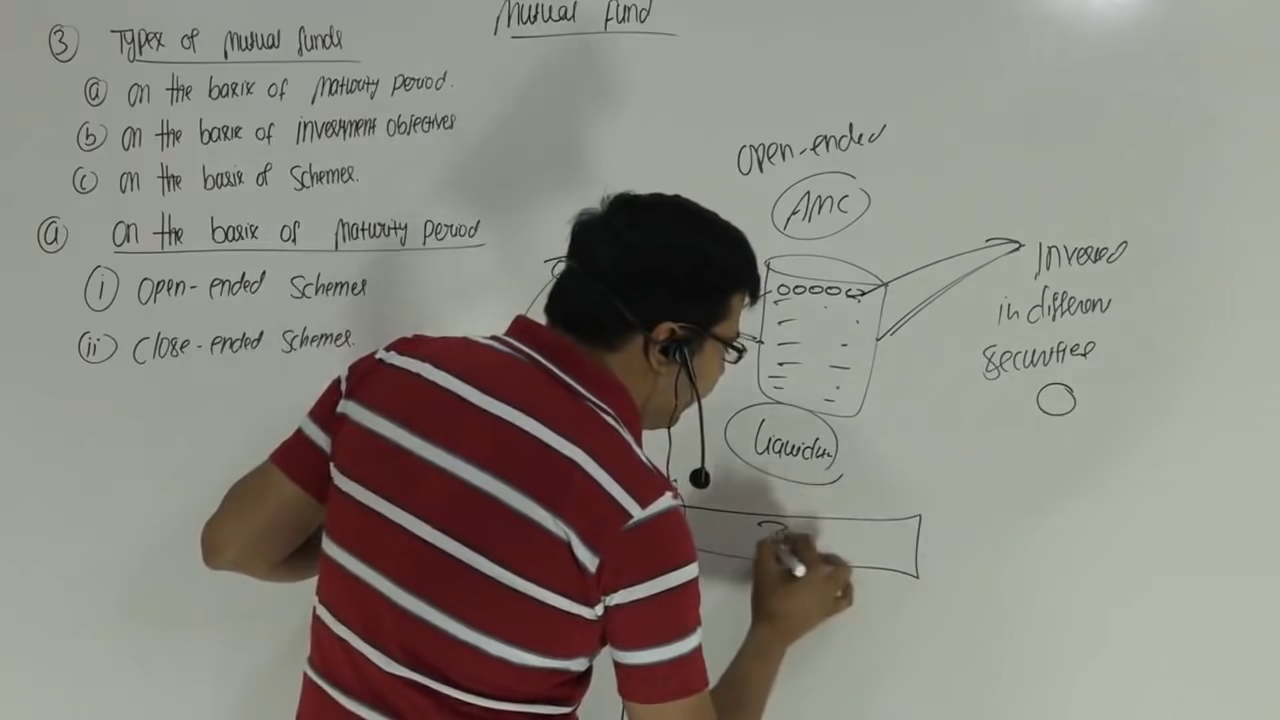 Mutual Fund
③ Types of Mutual funds
ⓐ on the basis of Maturity Period.
ⓑ on the basis of investment objectives
ⓒ on the basis of Schemes.
ⓐ on the basis of Maturity Period
ⓘ Open-ended Schemes
(ii) Close-ended Schemes.
Open-ended
AMC
Invested
in different
Securities
Liquidity